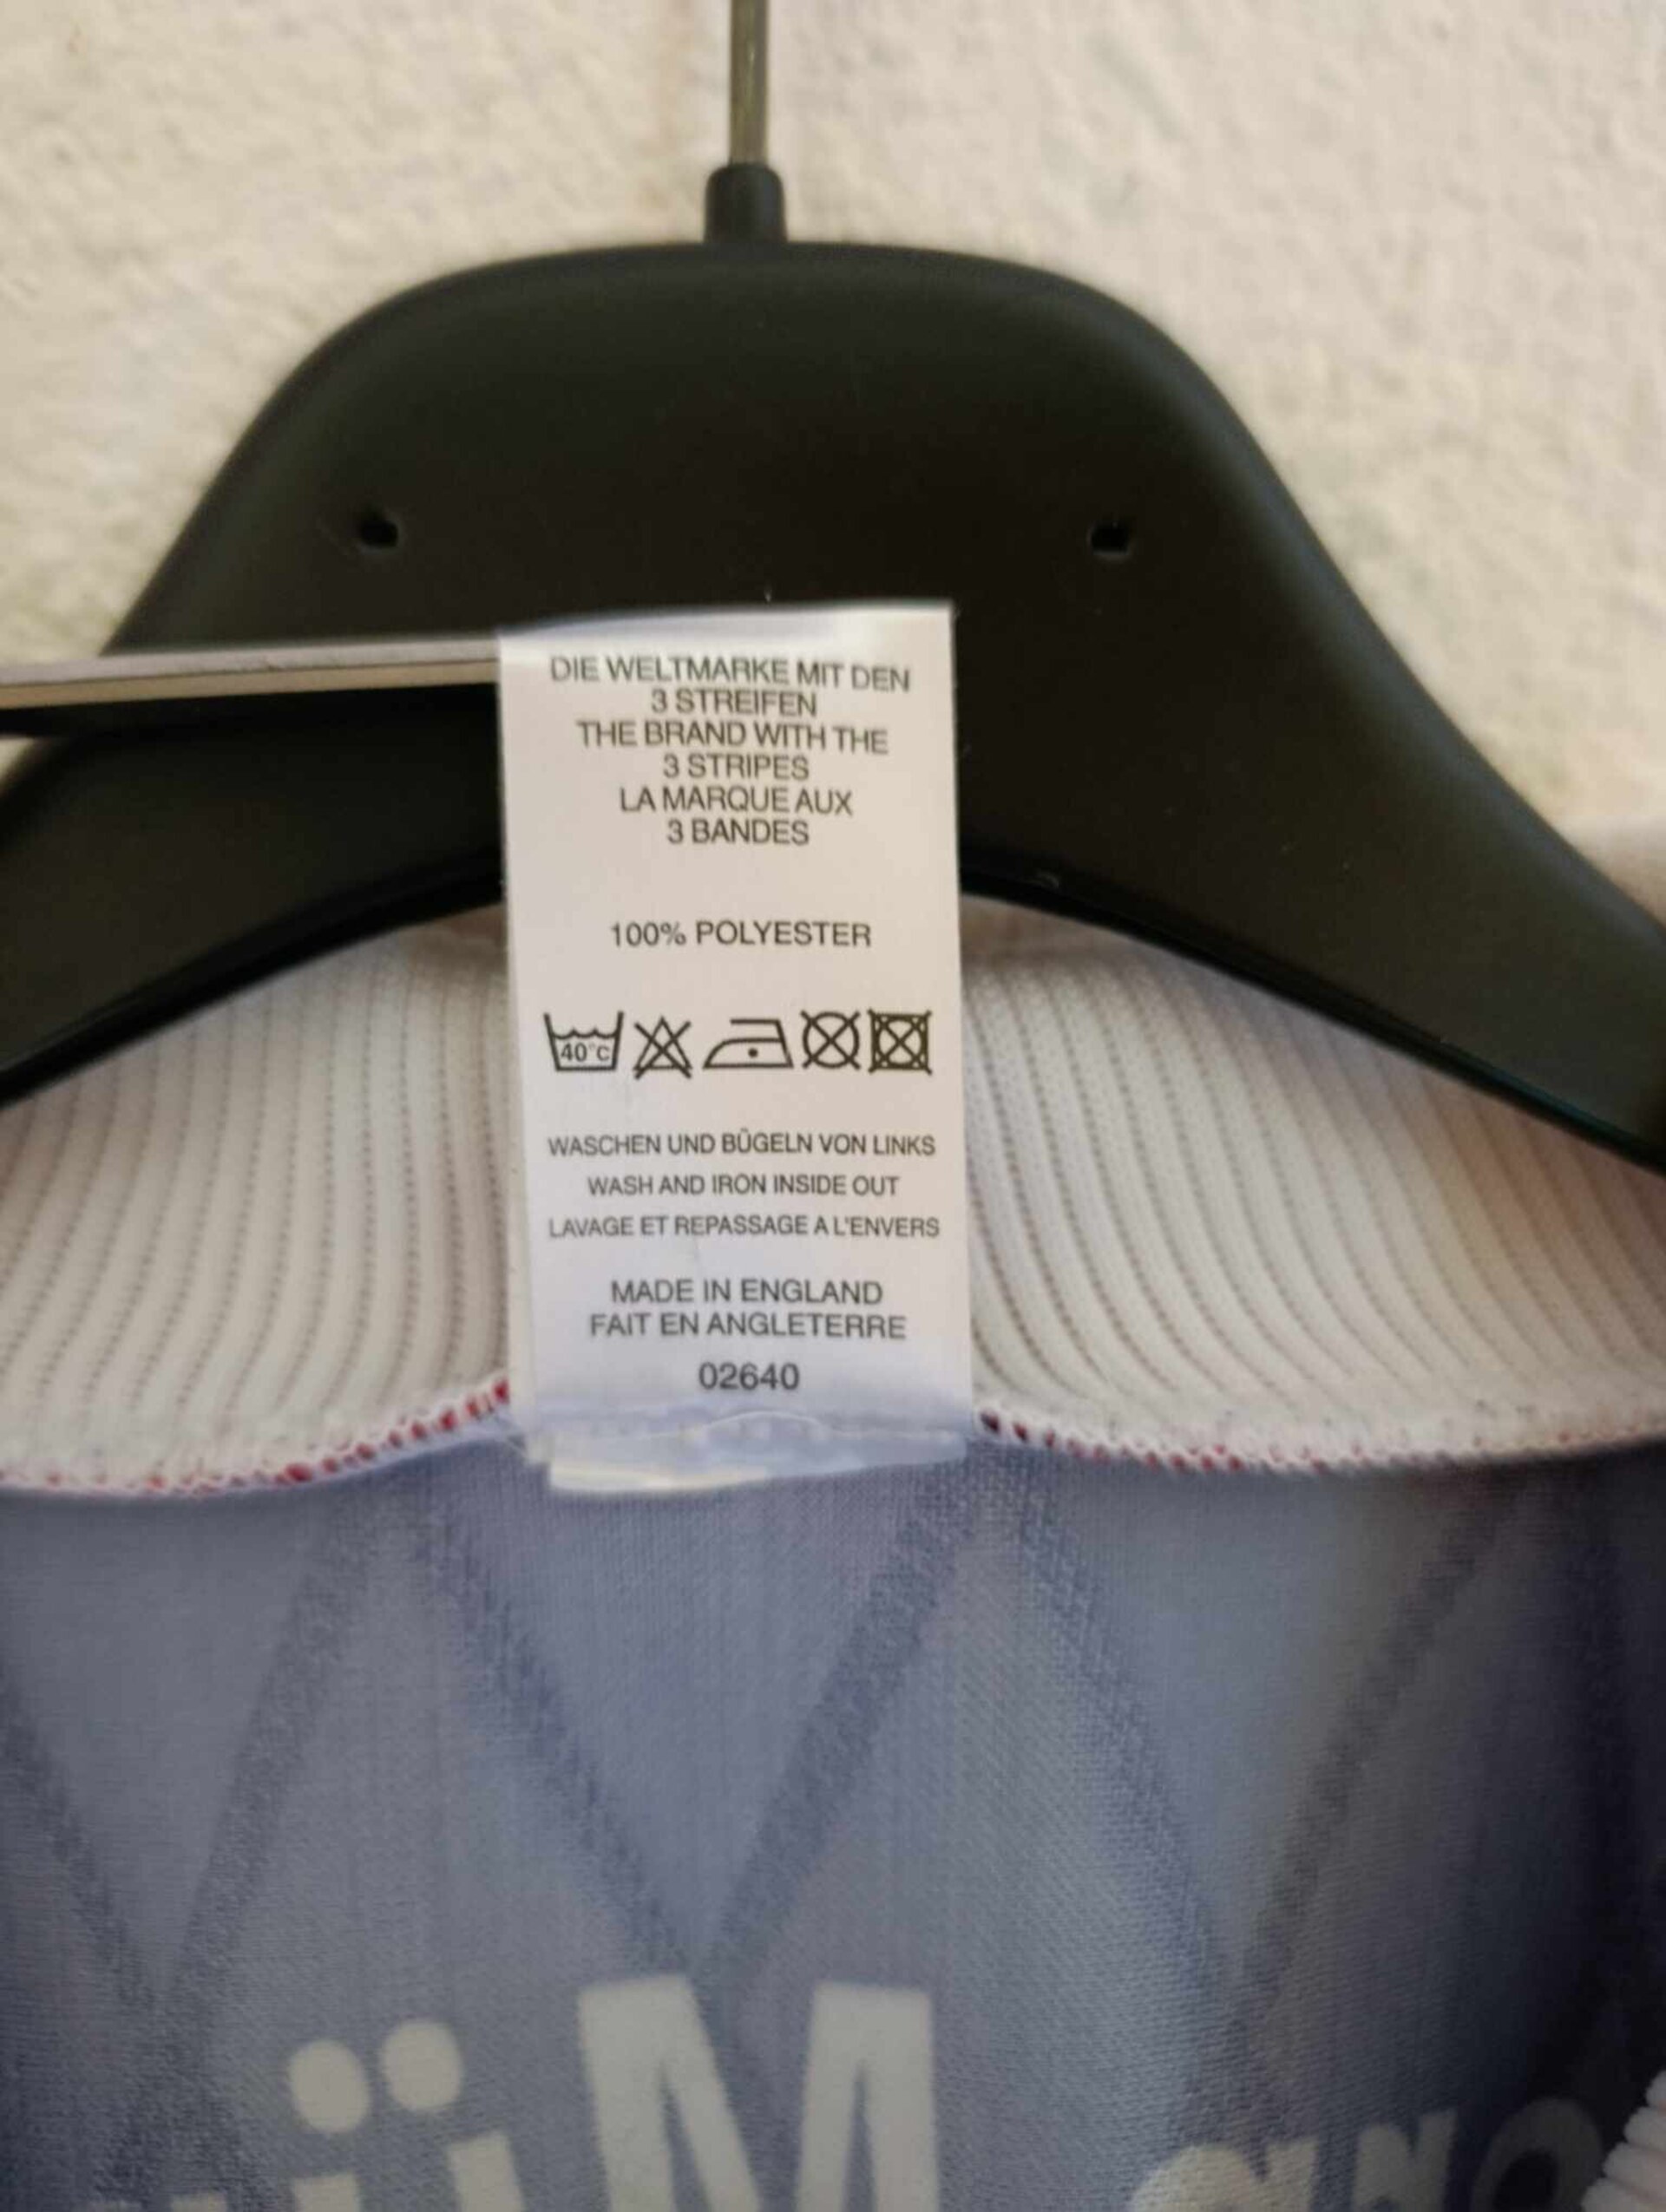 DIE WELTMARKE MIT DEN
3 STREIFEN
THE BRAND WITH THE
3 STRIPES
LA MARQUE AUX
3 BANDES
100% POLYESTER
40°C
WASCHEN UND BÜGELN VON LINKS
WASH AND IRON INSIDE OUT
LAVAGE ET REPASSAGE A L'ENVERS
MADE IN ENGLAND
FAIT EN ANGLETERRE
02640